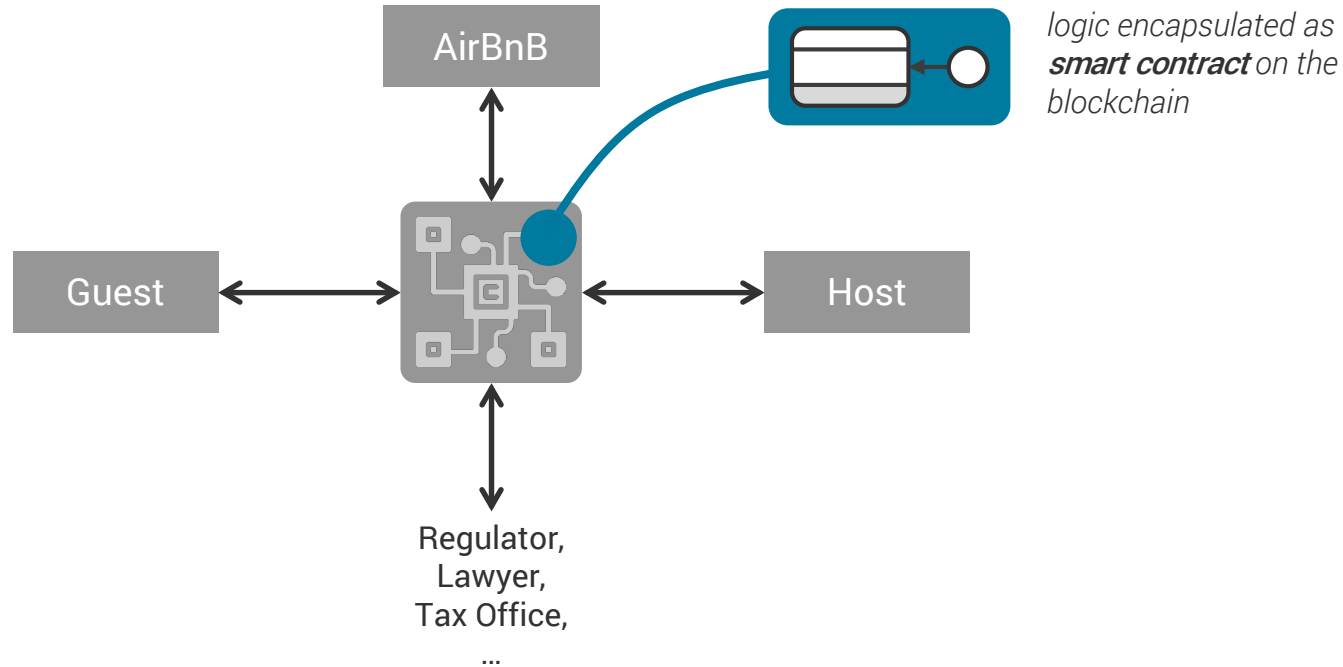 AirBnB
logic encapsulated as
smart contract on the
blockchain
Guest
Host
Regulator,
Lawyer,
Tax Office,
...